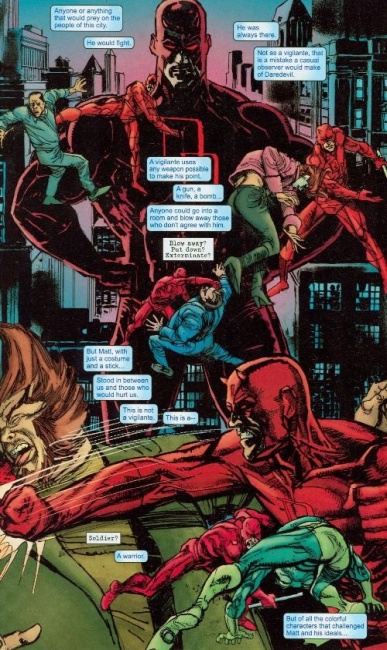 Anyone or anything
that would prey on the
people of this city.
He would fight.
He was
always there.
Not as a vigilante, that
is a mistake a casual
observer would make
of Daredevil.
A vigilante uses
any weapon possible
to make his point.
A gun, a
knife, a bomb...
Anyone could go into a
room and blow away those
who don't agree with him.
Blow away?
Put down?
Exterminate?
But Matt, with
just a costume
and a stick...
Stood in between
us and those who
would hurt us.
This is not
a vigilante.
This is a--
Soldier?
A warrior.
But of all the colorful
characters that challenged
Matt and his ideals...